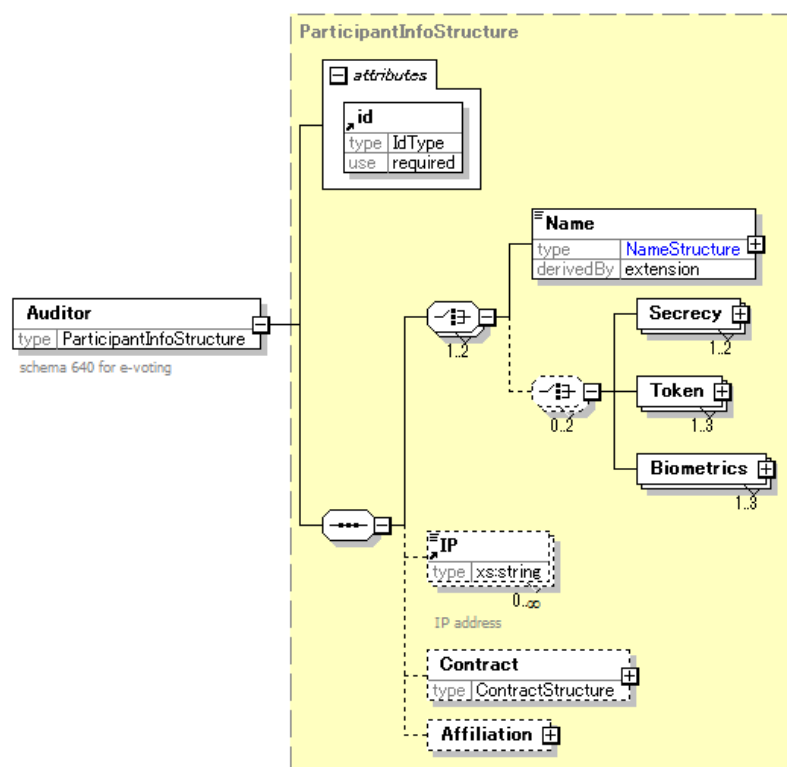 ParticipantInfoStructure
attributes
id
type IdType
use required
Name
type NameStructure
derivedBy extension
Auditor
type ParticipantInfoStructure
schema 640 for e-voting
1..2
Secrecy
1..2
0..2
Token
1..3
Biometrics
1..3
IP
type xs:string
0..∞
IP address
Contract
type ContractStructure
Affiliation